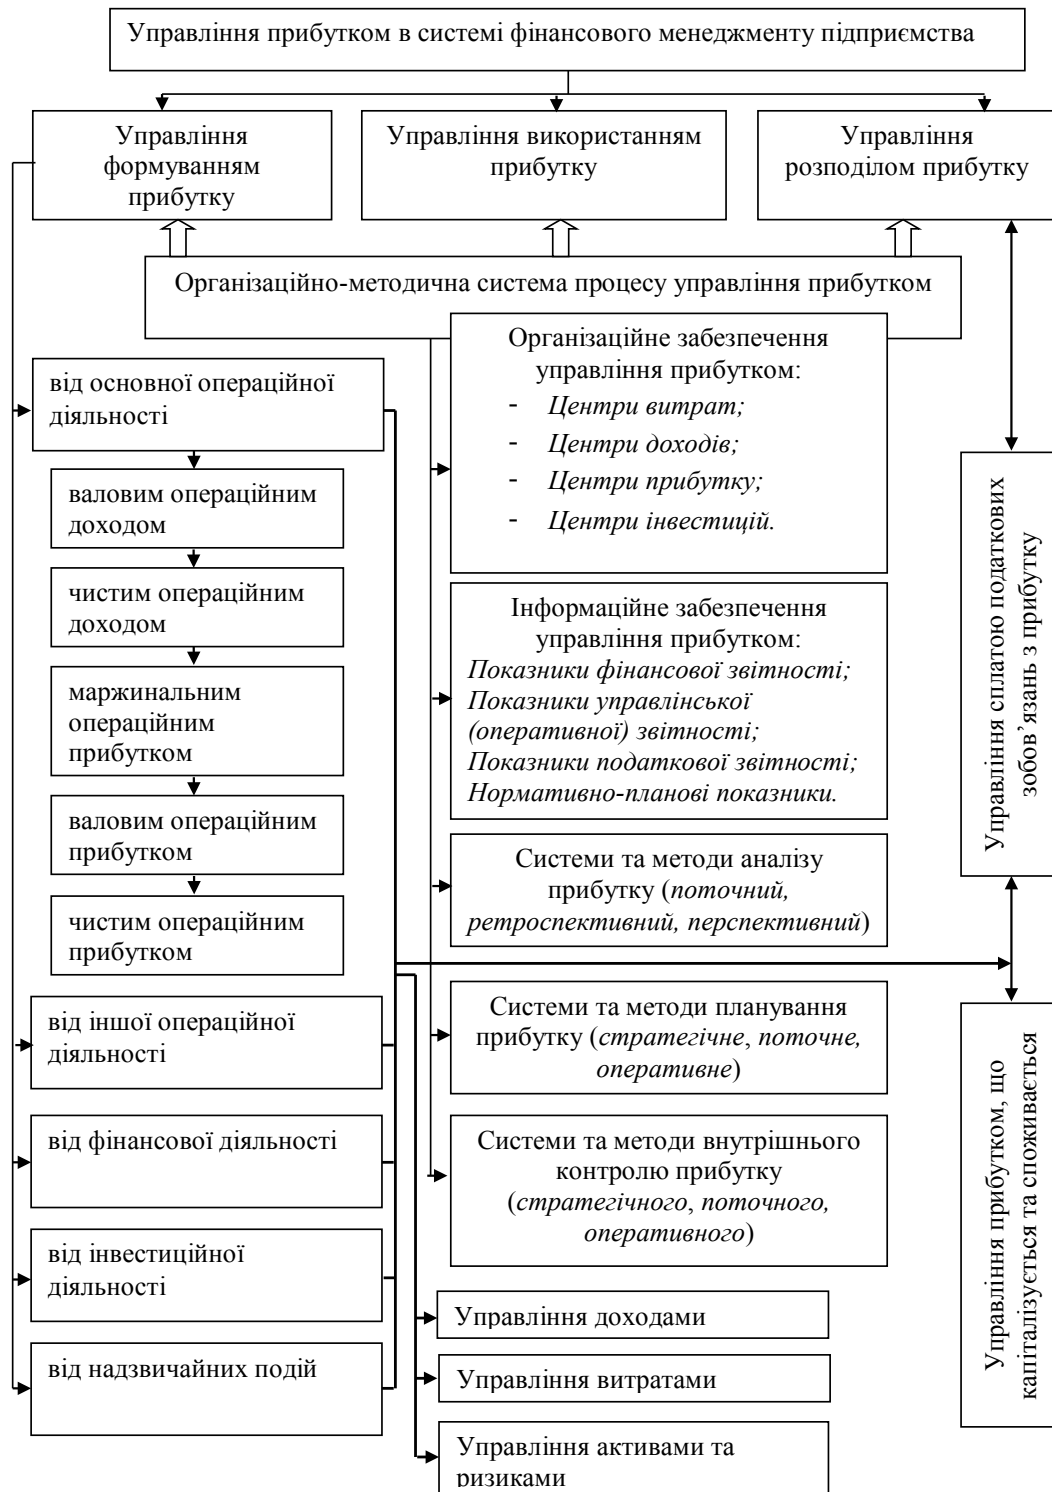 Управління прибутком в системі фінансового менеджменту підприємства
Управління
формуванням
прибутку
Управління використанням
прибутку
Управління
розподілом прибутку
Організаційно-методична система процесу управління прибутком
від основної операційної
діяльності
валовим операційним
доходом
чистим операційним
доходом
маржинальним
операційним
прибутком
валовим операційним
прибутком
чистим операційним
прибутком
від іншої операційної
діяльності
від фінансової діяльності
від інвестиційної
діяльності
від надзвичайних подій
Організаційне забезпечення
управління прибутком:
- Центри витрат;
- Центри доходів;
- Центри прибутку;
- Центри інвестицій.
Інформаційне забезпечення
управління прибутком:
Показники фінансової звітності;
Показники управлінської
(оперативної) звітності;
Показники податкової звітності;
Нормативно-планові показники.
Системи та методи аналізу
прибутку (поточний,
ретроспективний, перспективний)
Системи та методи планування
прибутку (стратегічне, поточне,
оперативне)
Системи та методи внутрішнього
контролю прибутку
(стратегічного, поточного,
оперативного)
Управління доходами
Управління витратами
Управління активами та
ризиками
Управління сплатою податкових
зобов’язань з прибутку
Управління прибутком, що
капіталізується та споживається